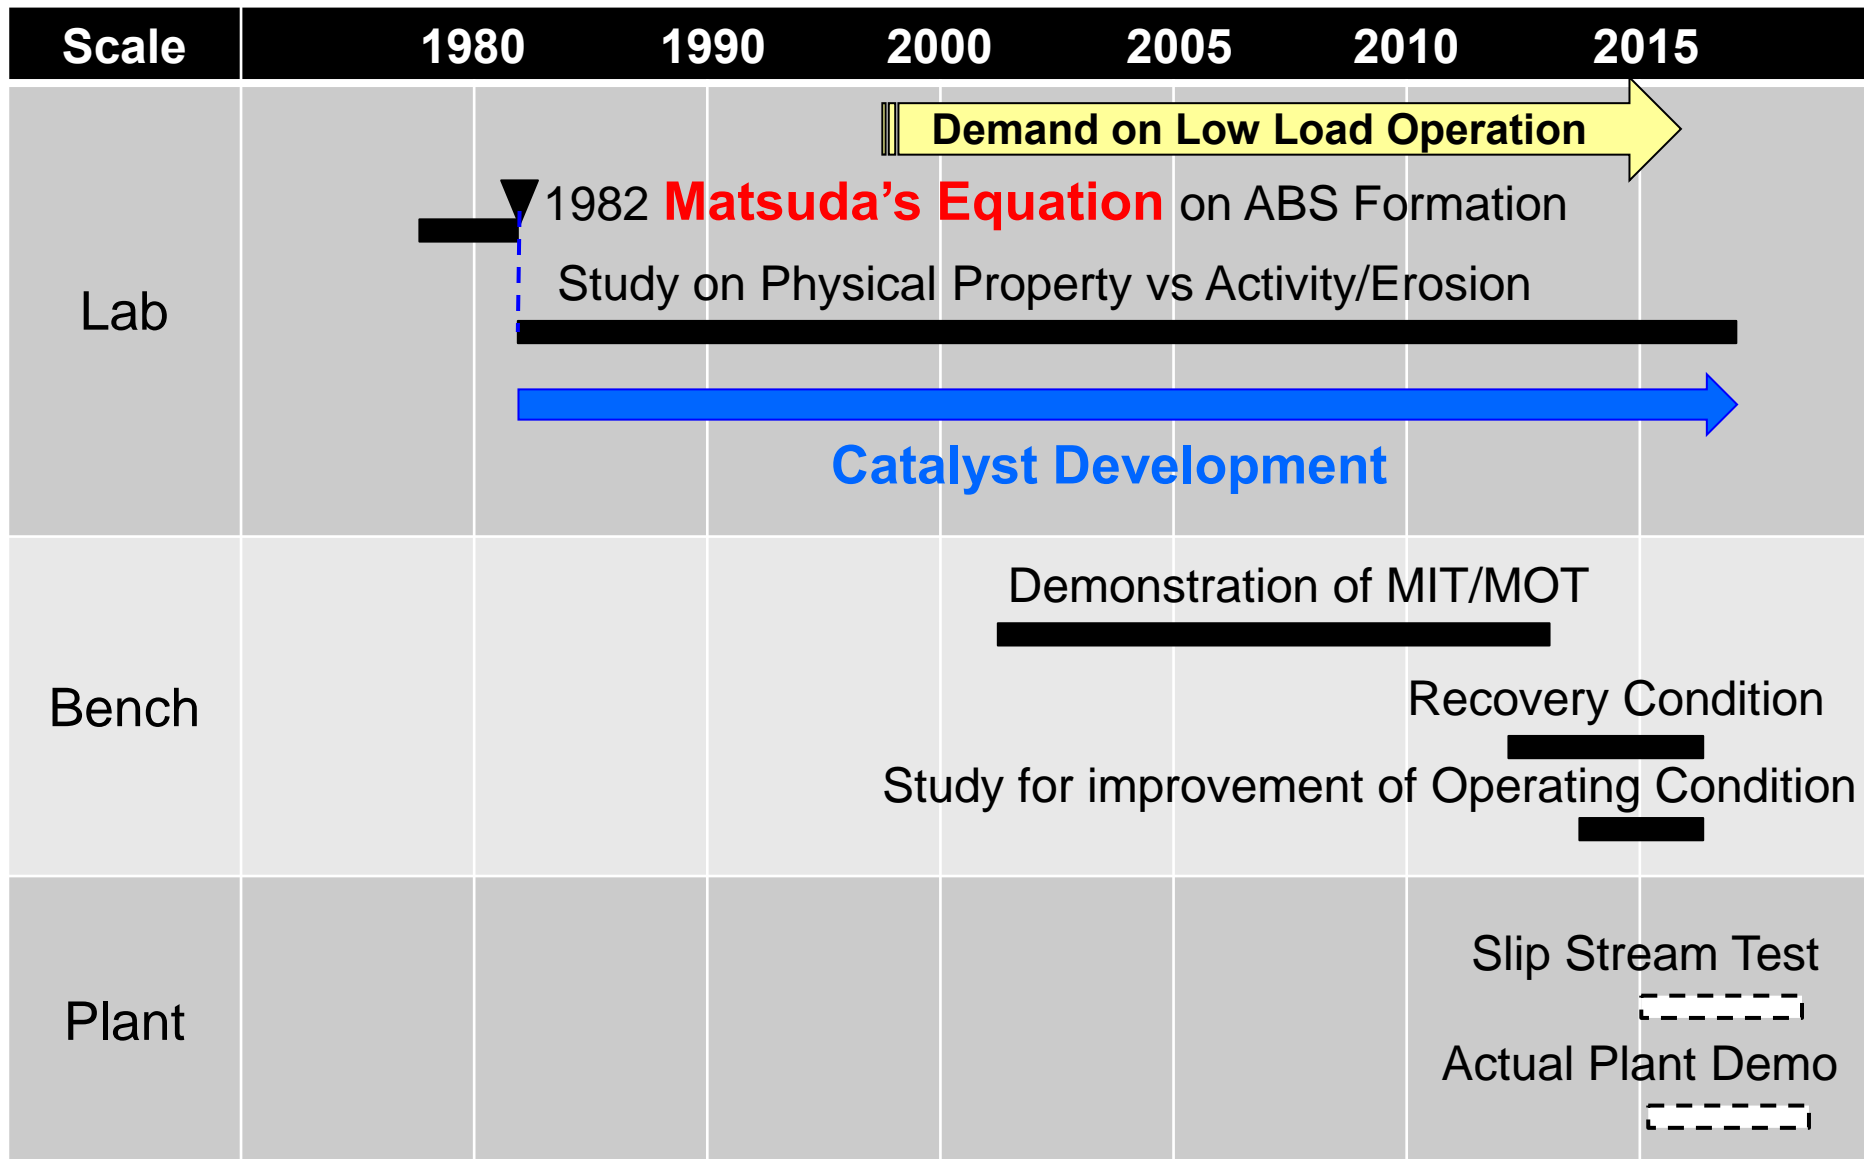 Scale 1980 1990 2000 2005 2010 2015
Demand on Low Load Operation
1982 Matsuda’s Equation on ABS Formation
Study on Physical Property vs Activity/Erosion
Lab
Catalyst Development
Demonstration of MIT/MOT
Recovery Condition
Bench
Study for improvement of Operating Condition
Slip Stream Test
Plant
Actual Plant Demo